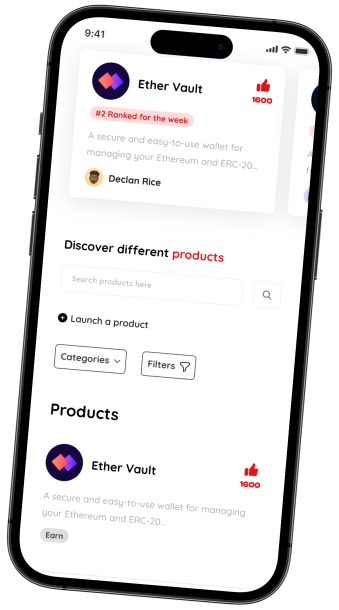 9:41
Ether Vault
1600
#2 Ranked for the week
A secure and easy-to-use wallet for
managing your Ethereum and ERC-20...
Declan Rice
Discover different products
Search products here
Launch a product
Categories
Filters
Products
Ether Vault
1600
A secure and easy-to-use wallet for managing
your Ethereum and ERC-20...
Earn